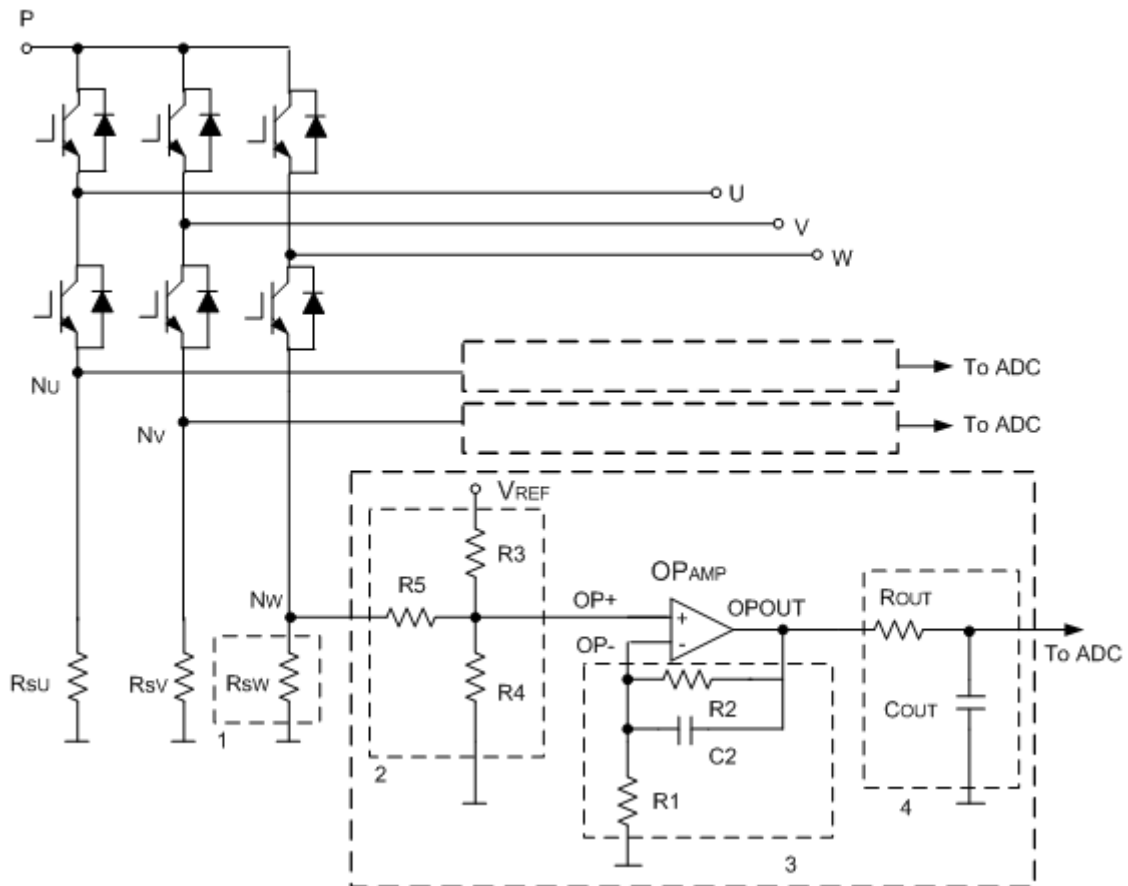 P
U
V
W
NU
To ADC
NV
To ADC
VREF
R3
R5
OPAMP
NW
OP+
OPOUT
ROUT
OP-
To ADC
RSU
RSV
RSW
R4
R2
COUT
1
C2
2
R1
4
3